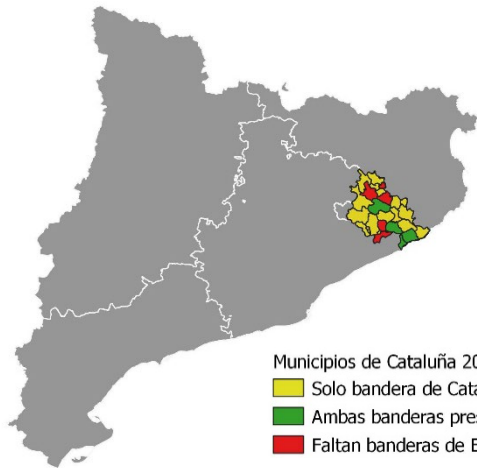 Municipios de Cataluña 20
Solo bandera de Cata
Ambas banderas pres
Faltan banderas de E